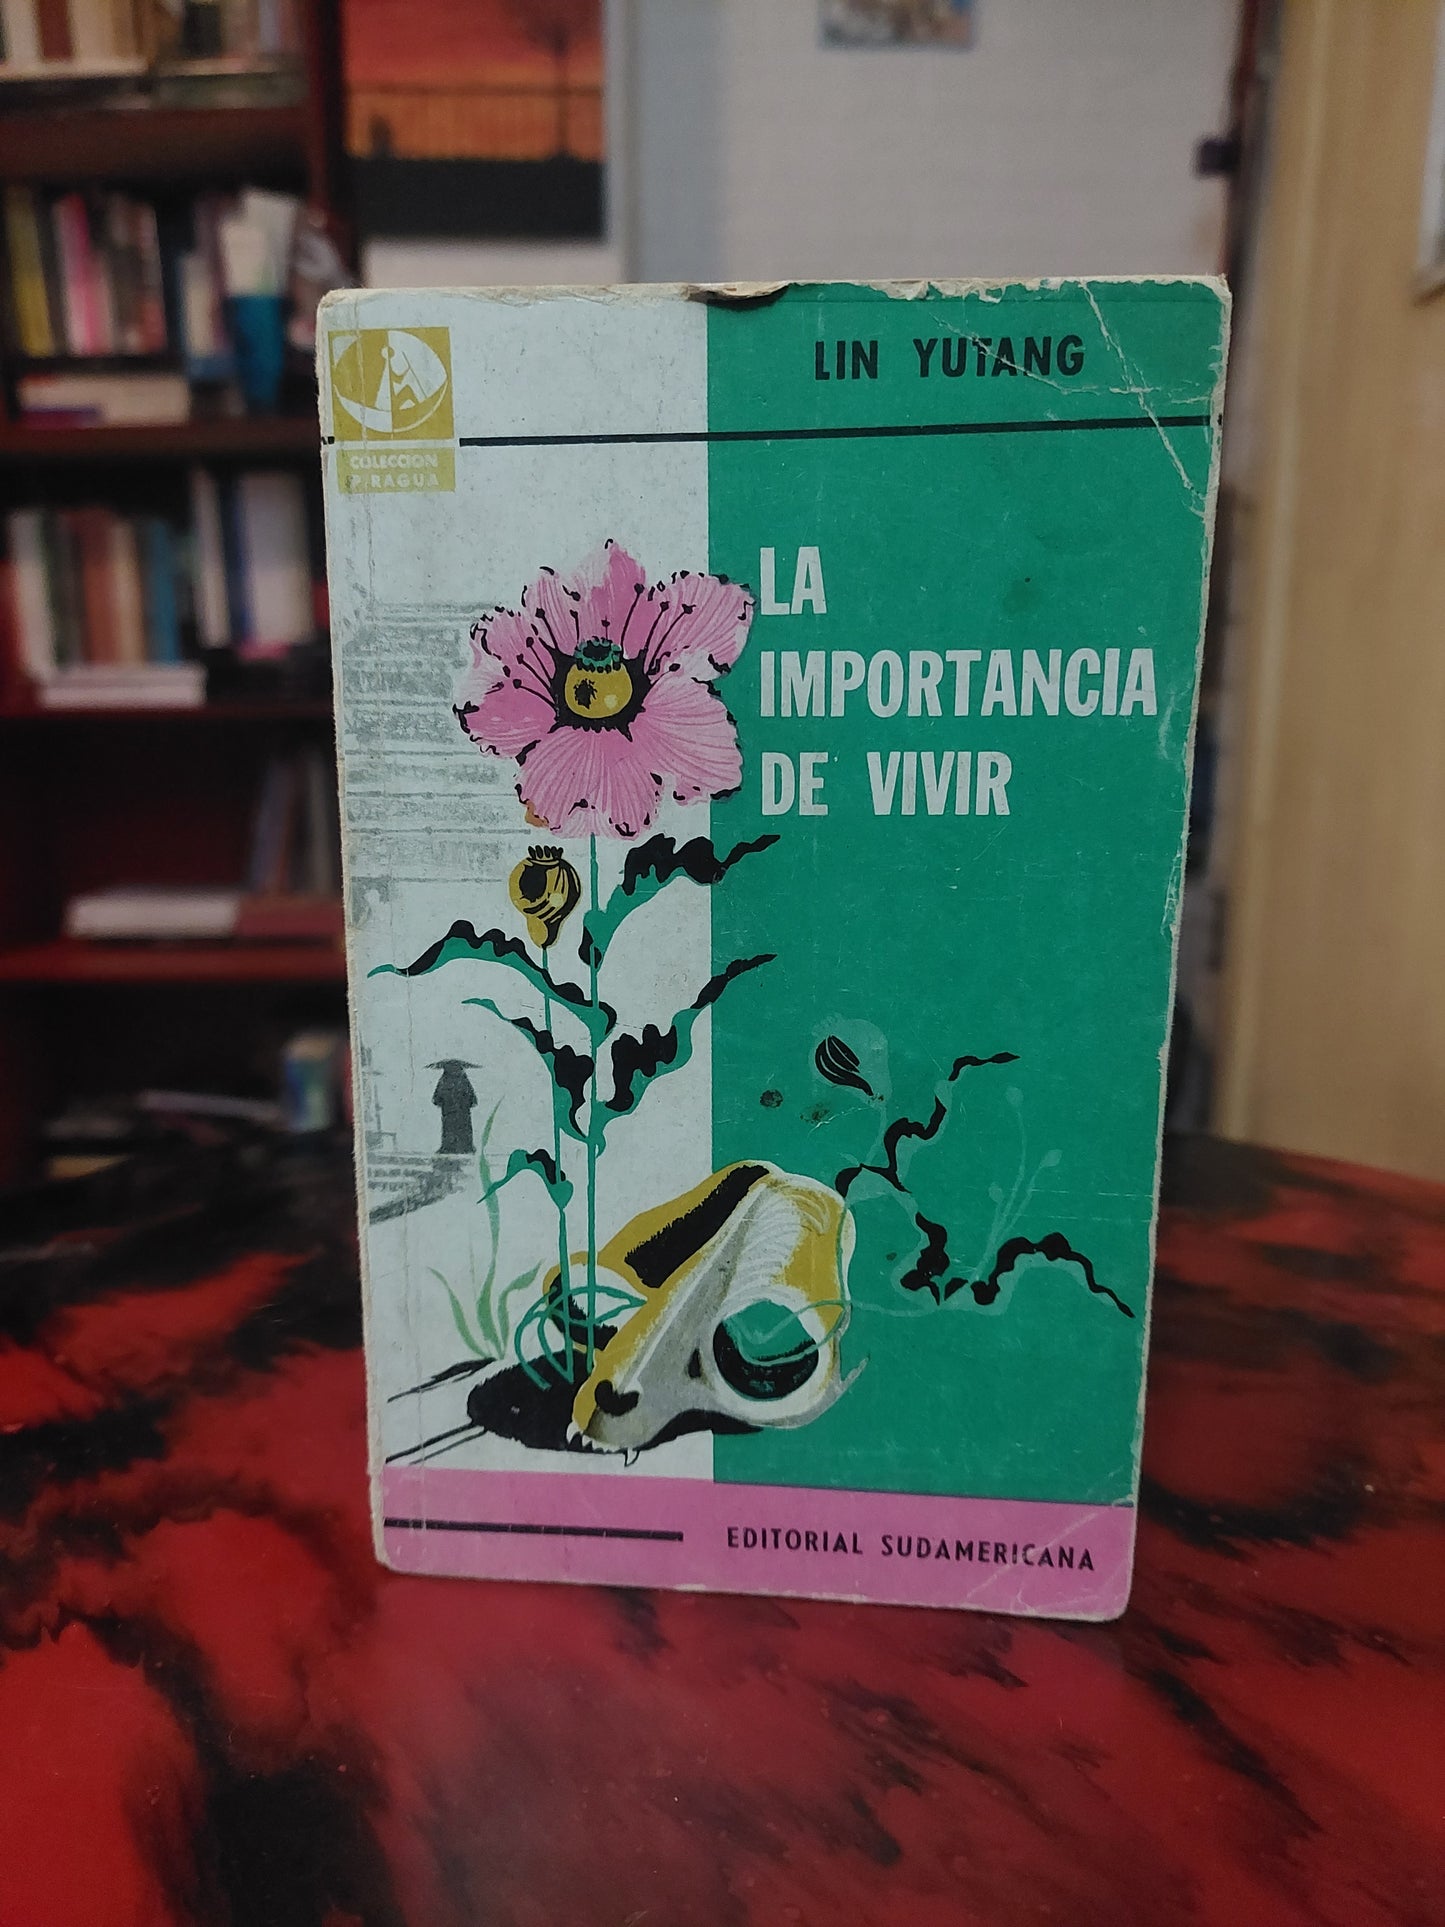 LIN YUTANG
COLECCION
PIRAGUA
LA
IMPORTANCIA
DE VIVIR
EDITORIAL SUDAMERICANA